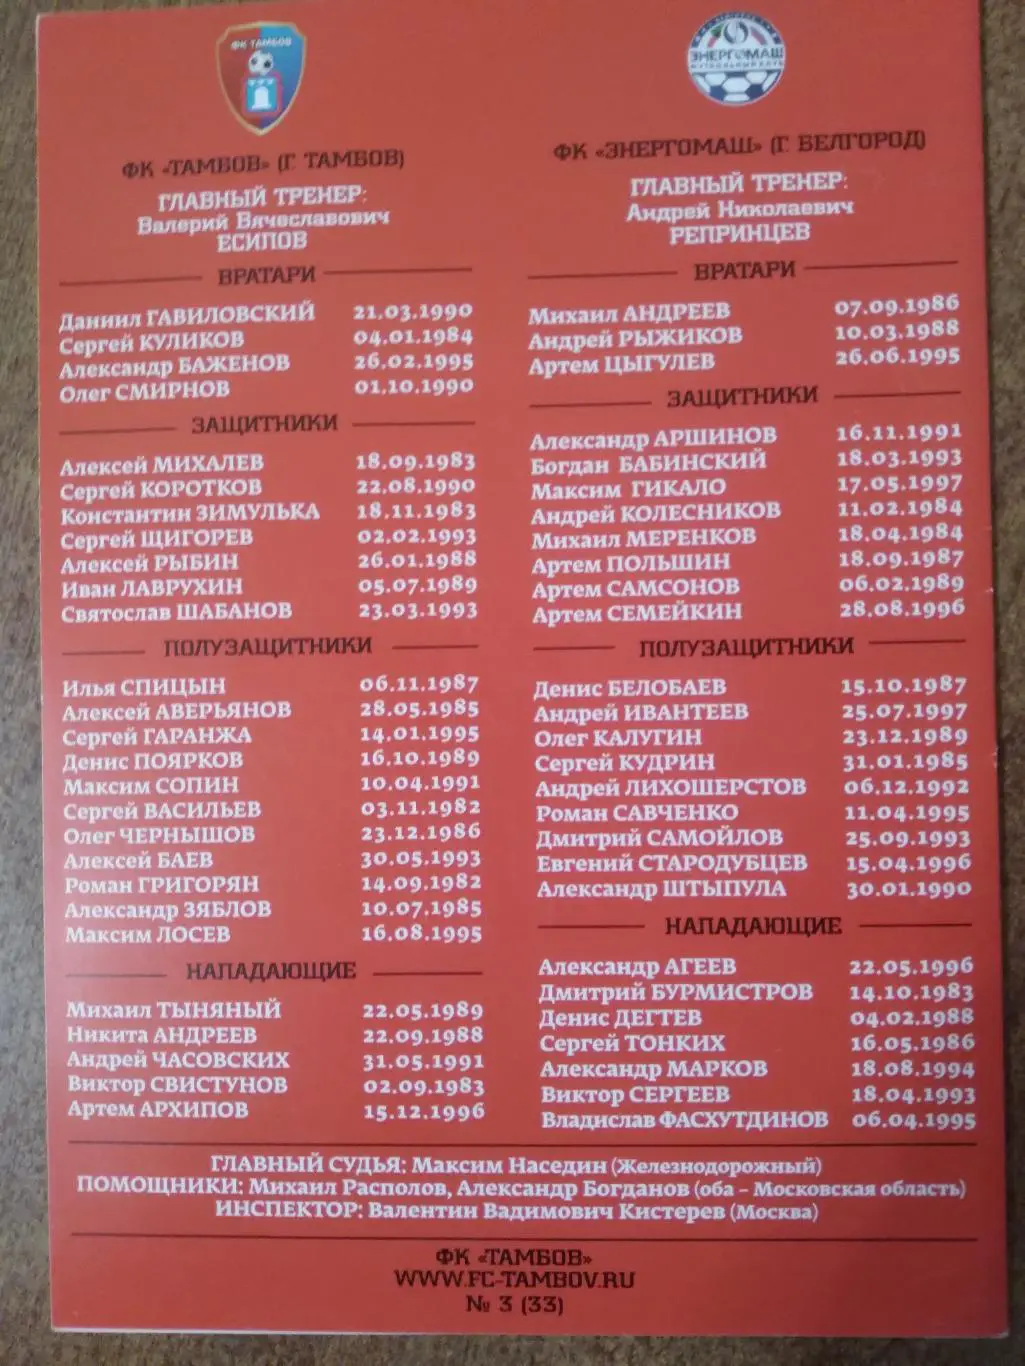 ФК ТАМБОВ
ФК «ТАМБОВ» (Г. ТАМБОВ)
ГЛАВНЫЙ ТРЕНЕР:
Валерий Вячеславович
ЕСИПОВ
ВРАТАРИ
Даниил ГАВИЛОВСКИЙ 21.03.1990
Сергей КУЛИКОВ 04.01.1984
Александр БАЖЕНОВ 26.02.1995
Олег СМИРНОВ 01.10.1990
ЗАЩИТНИКИ
Алексей МИХАЛЕВ 18.09.1983
Сергей КОРОТКОВ 22.08.1990
Константин ЗИМУЛЬКА 18.11.1983
Сергей ЩИГОРЕВ 02.02.1993
Алексей РЫБИН 26.01.1988
Иван ЛАВРУХИН 05.07.1989
Святослав ШАБАНОВ 23.03.1993
ПОЛУЗАЩИТНИКИ
Илья СПИЦЫН 06.11.1987
Алексей АВЕРЬЯНОВ 28.05.1985
Сергей ГАРАНЖА 14.01.1995
Денис ПОЯРКОВ 16.10.1989
Максим СОПИН 10.04.1991
Сергей ВАСИЛЬЕВ 03.11.1982
Олег ЧЕРНЫШОВ 23.12.1986
Алексей БАЕВ 30.05.1993
Роман ГРИГОРЯН 14.09.1982
Александр ЗЯБЛОВ 10.07.1985
Максим ЛОСЕВ 16.08.1995
НАПАДАЮЩИЕ
Михаил ТЫНЯНЫЙ 22.05.1989
Никита АНДРЕЕВ 22.09.1988
Андрей ЧАСОВСКИХ 31.05.1991
Виктор СВИСТУНОВ 02.09.1983
Артем АРХИПОВ 15.12.1996
ЭНЕРГОМАШ
ФУТБОЛЬНЫЙ КЛУБ
ФК «ЭНЕРГОМАШ» (Г. БЕЛГОРОД)
ГЛАВНЫЙ ТРЕНЕР:
Андрей Николаевич
РЕПРИНЦЕВ
ВРАТАРИ
Михаил АНДРЕЕВ 07.09.1986
Андрей РЫЖИКОВ 10.03.1988
Артем ЦЫГУЛЕВ 26.06.1995
ЗАЩИТНИКИ
Александр АРШИНОВ 16.11.1991
Богдан БАБИНСКИЙ 18.03.1993
Максим ГИКАЛО 17.05.1997
Андрей КОЛЕСНИКОВ 11.02.1984
Михаил МЕРЕНКОВ 18.04.1984
Артем ПОЛЬШИН 18.09.1987
Артем САМСОНОВ 06.02.1989
Артем СЕМЕЙКИН 28.08.1996
ПОЛУЗАЩИТНИКИ
Денис БЕЛОБАЕВ 15.10.1987
Андрей ИВАНТЕЕВ 25.07.1997
Олег КАЛУГИН 23.12.1989
Сергей КУДРИН 31.01.1985
Андрей ЛИХОШЕРСТОВ 06.12.1992
Роман САВЧЕНКО 11.04.1995
Дмитрий САМОЙЛОВ 25.09.1993
Евгений СТАРОДУБЦЕВ 15.04.1996
Александр ШТЫПУЛА 30.01.1990
НАПАДАЮЩИЕ
Александр АГЕЕВ 22.05.1996
Дмитрий БУРМИСТРОВ 14.10.1983
Денис ДЕГТЕВ 04.02.1988
Сергей ТОНКИХ 16.05.1986
Александр МАРКОВ 18.08.1994
Виктор СЕРГЕЕВ 18.04.1993
Владислав ФАСХУТДИНОВ 06.04.1995
ГЛАВНЫЙ СУДЬЯ: Максим Наседин (Железнодорожный)
ПОМОЩНИКИ: Михаил Располов, Александр Богданов (оба – Московская область)
ИНСПЕКТОР: Валентин Вадимович Кистерев (Москва)
ФК «ТАМБОВ»
WWW.FC-TAMBOV.RU
№ 3 (33)